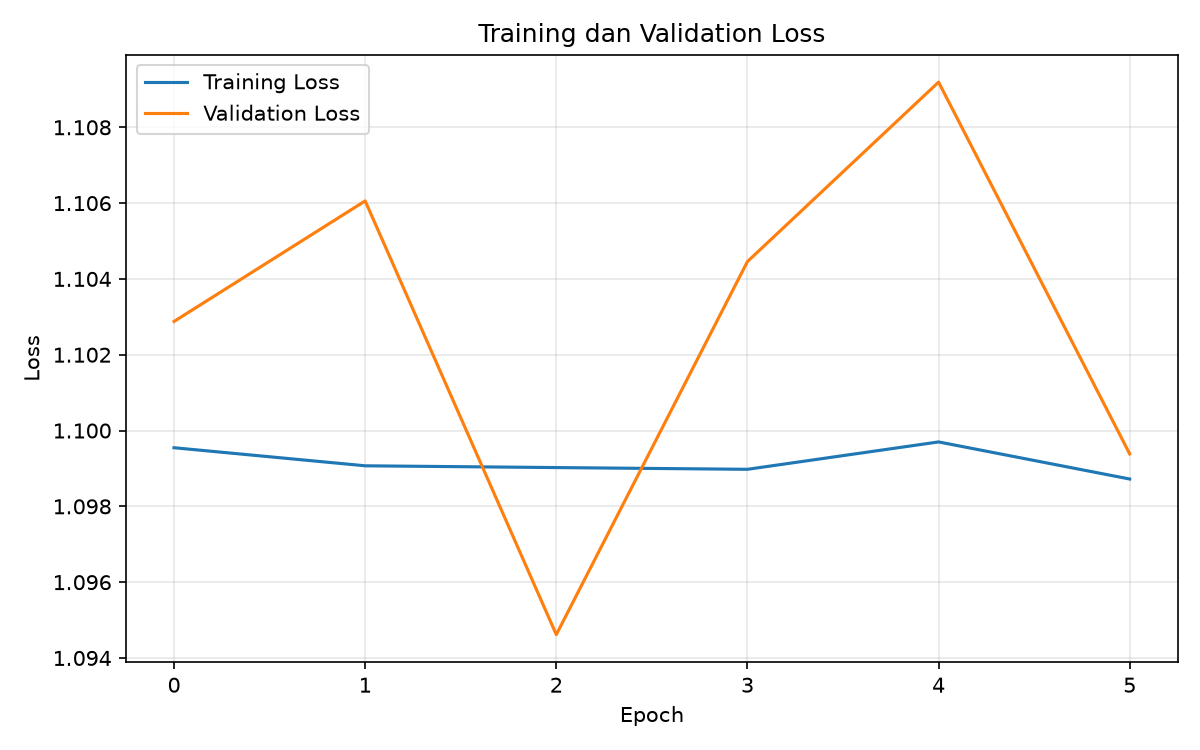 Training dan Validation Loss
Training Loss
Validation Loss
1.108
1.106
1.104
1.102
1.100
1.098
1.096
1.094
Loss
0 1 2 3 4 5
Epoch